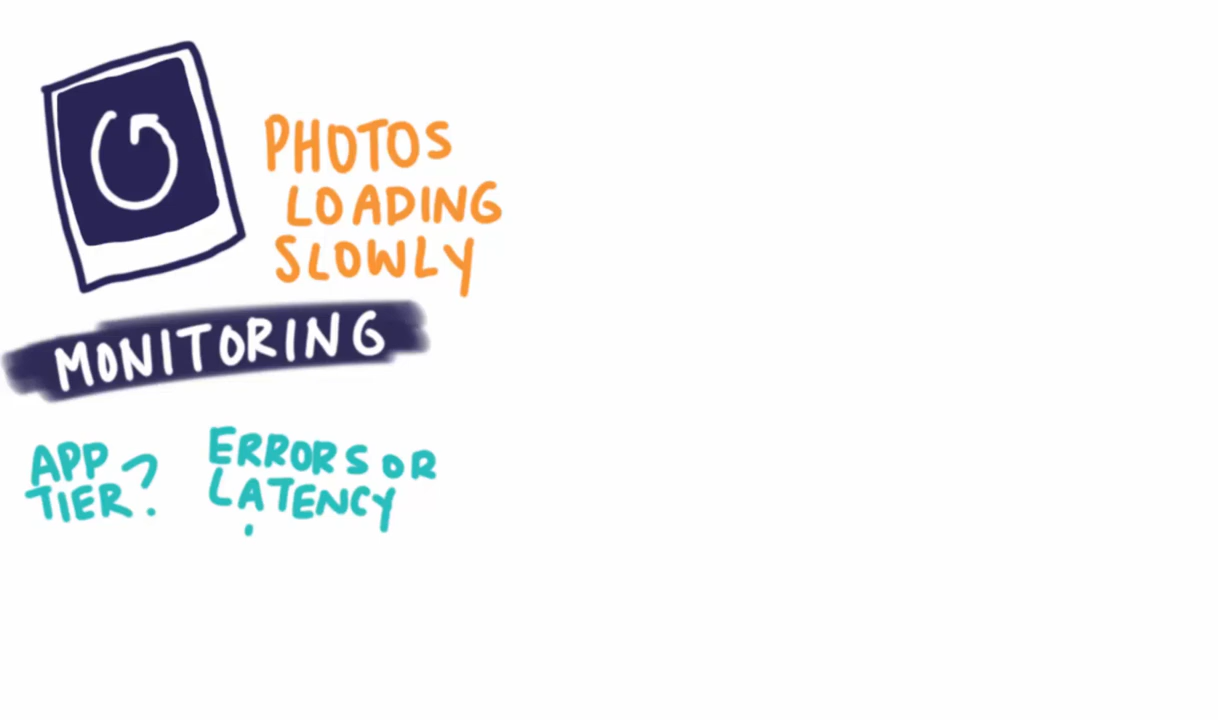 PHOTOS
LOADING
SLOWLY
MONITORING
APP
TIER?
ERRORS OR
LATENCY